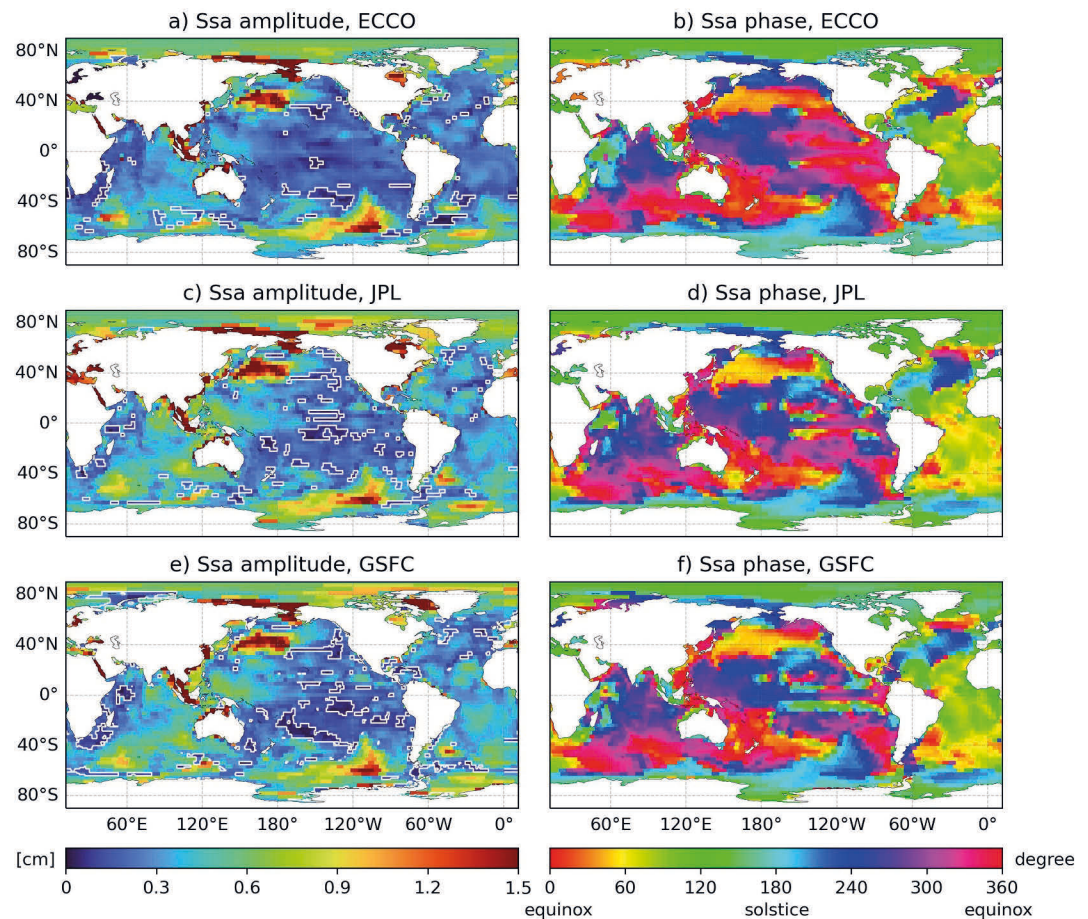 a) Ssa amplitude, ECCO
b) Ssa phase, ECCO
80°N
40°N
0°
40°S
80°S
c) Ssa amplitude, JPL
d) Ssa phase, JPL
80°N
40°N
0°
40°S
80°S
e) Ssa amplitude, GSFC
f) Ssa phase, GSFC
80°N
40°N
0°
40°S
80°S
60°E 120°E 180° 120°W 60°W 0°
60°E 120°E 180° 120°W 60°W 0°
[cm]
0 0.3 0.6 0.9 1.2 1.5
degree
0 60 120 180 240 300 360
equinox solstice equinox